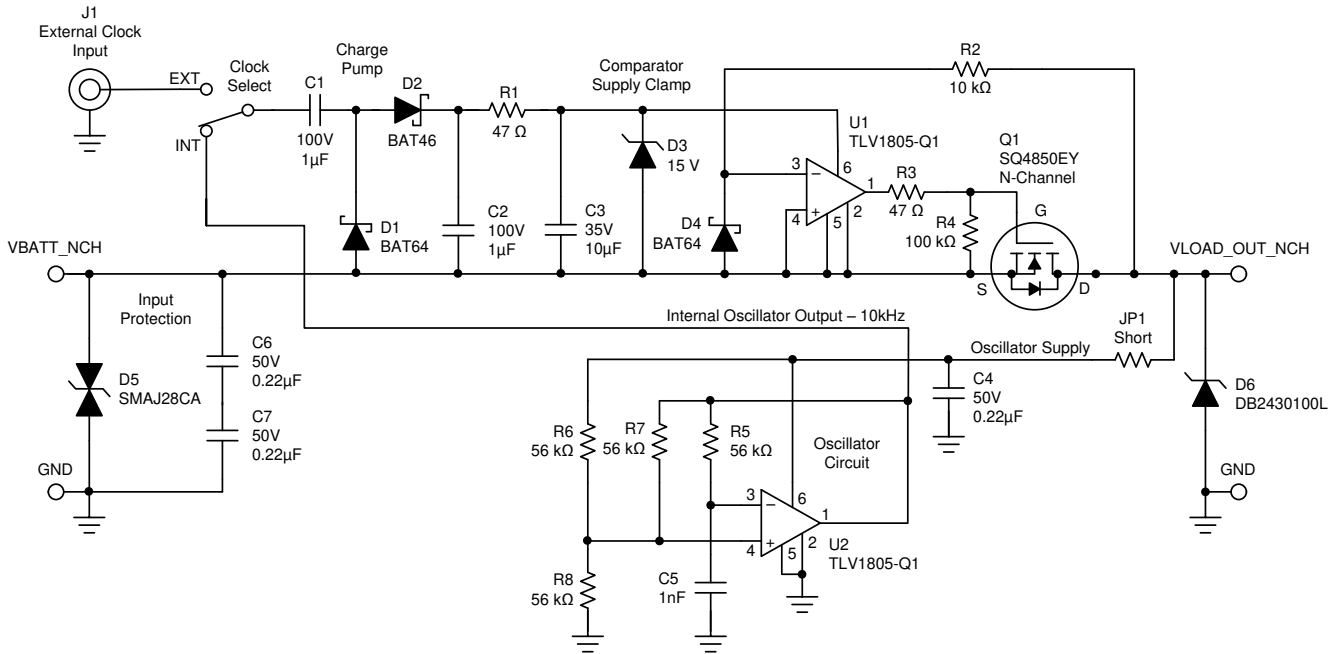 J1
External Clock
Input
EXT
Clock
Select
INT
C1
100V
1µF
Charge
Pump
D2
BAT46
R1
47 Ω
Comparator
Supply Clamp
R2
10 kΩ
D1
BAT64
C2
100V
1µF
C3
35V
10µF
D3
15 V
D4
BAT64
U1
TLV1805-Q1
3
–
4
+
6
1
5
2
R3
47 Ω
R4
100 kΩ
Q1
SQ4850EY
N-Channel
G
S
D
VBATT_NCH
VLOAD_OUT_NCH
Input
Protection
D5
SMAJ28CA
C6
50V
0.22µF
C7
50V
0.22µF
GND
Internal Oscillator Output – 10kHz
Oscillator Supply
JP1
Short
C4
50V
0.22µF
D6
DB2430100L
GND
R6
56 kΩ
R7
56 kΩ
R5
56 kΩ
Oscillator
Circuit
3
–
4
+
6
1
5
2
U2
TLV1805-Q1
R8
56 kΩ
C5
1nF